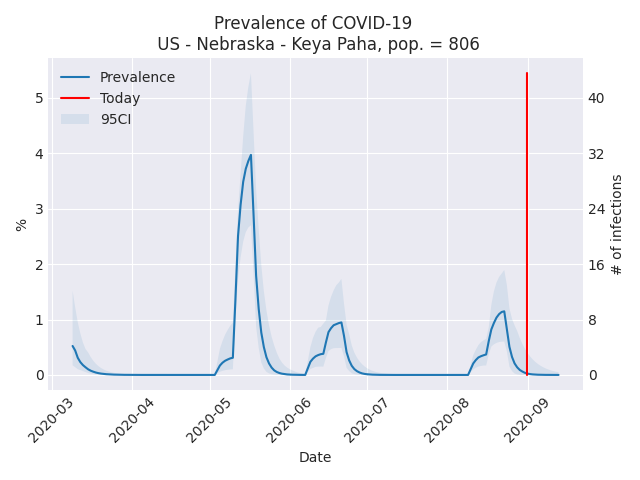 Prevalence of COVID-19
US - Nebraska - Keya Paha, pop. = 806
Prevalence
Today
95CI
5
4
3
2
1
0
%
40
32
24
16
8
0
# of infections
2020-03
2020-04
2020-05
2020-06
2020-07
2020-08
2020-09
Date